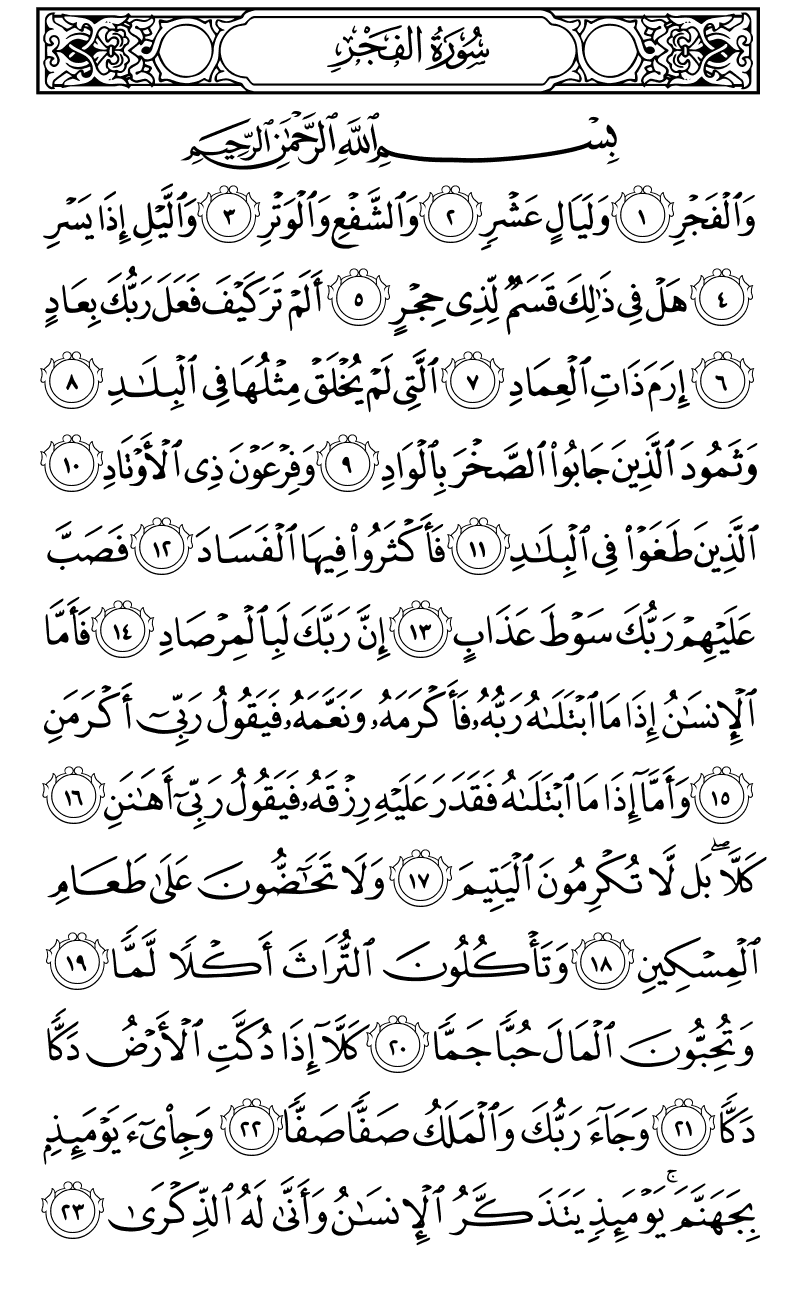 سُورَةُ الفَجْرِ
بِسْمِ ٱللَّهِ ٱلرَّحْمَٰنِ ٱلرَّحِيمِ
وَٱلْفَجْرِ ١ وَلَيَالٍ عَشْرٍ ٢ وَٱلشَّفْعِ وَٱلْوَتْرِ ٣ وَٱلَّيْلِ إِذَا يَسْرِ
٤ هَلْ فِى ذَٰلِكَ قَسَمٌ لِّذِى حِجْرٍ ٥ أَلَمْ تَرَ كَيْفَ فَعَلَ رَبُّكَ بِعَادٍ
٦ إِرَمَ ذَاتِ ٱلْعِمَادِ ٧ ٱلَّتِى لَمْ يُخْلَقْ مِثْلُهَا فِى ٱلْبِلَٰدِ ٨
وَثَمُودَ ٱلَّذِينَ جَابُوا۟ ٱلصَّخْرَ بِٱلْوَادِ ٩ وَفِرْعَوْنَ ذِى ٱلْأَوْتَادِ ١٠
ٱلَّذِينَ طَغَوْا۟ فِى ٱلْبِلَٰدِ ١١ فَأَكْثَرُوا۟ فِيهَا ٱلْفَسَادَ ١٢ فَصَبَّ
عَلَيْهِمْ رَبُّكَ سَوْطَ عَذَابٍ ١٣ إِنَّ رَبَّكَ لَبِٱلْمِرْصَادِ ١٤ فَأَمَّا
ٱلْإِنسَٰنُ إِذَا مَا ٱبْتَلَىٰهُ رَبُّهُۥ فَأَكْرَمَهُۥ وَنَعَّمَهُۥ فَيَقُولُ رَبِّىٓ أَكْرَمَنِ
١٥ وَأَمَّآ إِذَا مَا ٱبْتَلَىٰهُ فَقَدَرَ عَلَيْهِ رِزْقَهُۥ فَيَقُولُ رَبِّىٓ أَهَٰنَنِ ١٦
كَلَّا ۖ بَل لَّا تُكْرِمُونَ ٱلْيَتِيمَ ١٧ وَلَا تَحَٰٓضُّونَ عَلَىٰ طَعَامِ
ٱلْمِسْكِينِ ١٨ وَتَأْكُلُونَ ٱلتُّرَاثَ أَكْلًا لَّمًّا ١٩
وَتُحِبُّونَ ٱلْمَالَ حُبًّا جَمًّا ٢٠ كَلَّآ إِذَا دُكَّتِ ٱلْأَرْضُ دَكًّا
دَكًّا ٢١ وَجَآءَ رَبُّكَ وَٱلْمَلَكُ صَفًّا صَفًّا ٢٢ وَجِا۟ىٓءَ يَوْمَئِذٍۭ
بِجَهَنَّمَ ۚ يَوْمَئِذٍ يَتَذَكَّرُ ٱلْإِنسَٰنُ وَأَنَّىٰ لَهُ ٱلذِّكْرَىٰ ٢٣